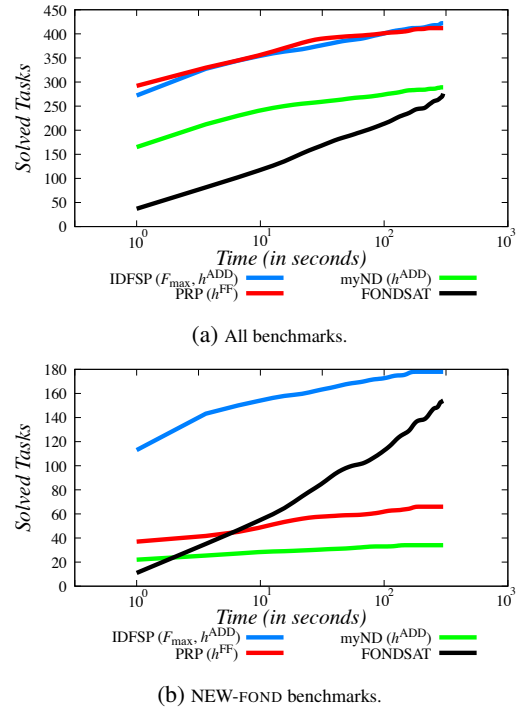 450
400
350
300
250
200
150
100
50
0
Solved Tasks
10^0 10^1 10^2 10^3
Time (in seconds)
IDFSP (F_max, h^ADD) myND (h^ADD)
PRP (h^FF) FONDSAT
(a) All benchmarks.
180
160
140
120
100
80
60
40
20
0
Solved Tasks
10^0 10^1 10^2 10^3
Time (in seconds)
IDFSP (F_max, h^ADD) myND (h^ADD)
PRP (h^FF) FONDSAT
(b) NEW-FOND benchmarks.